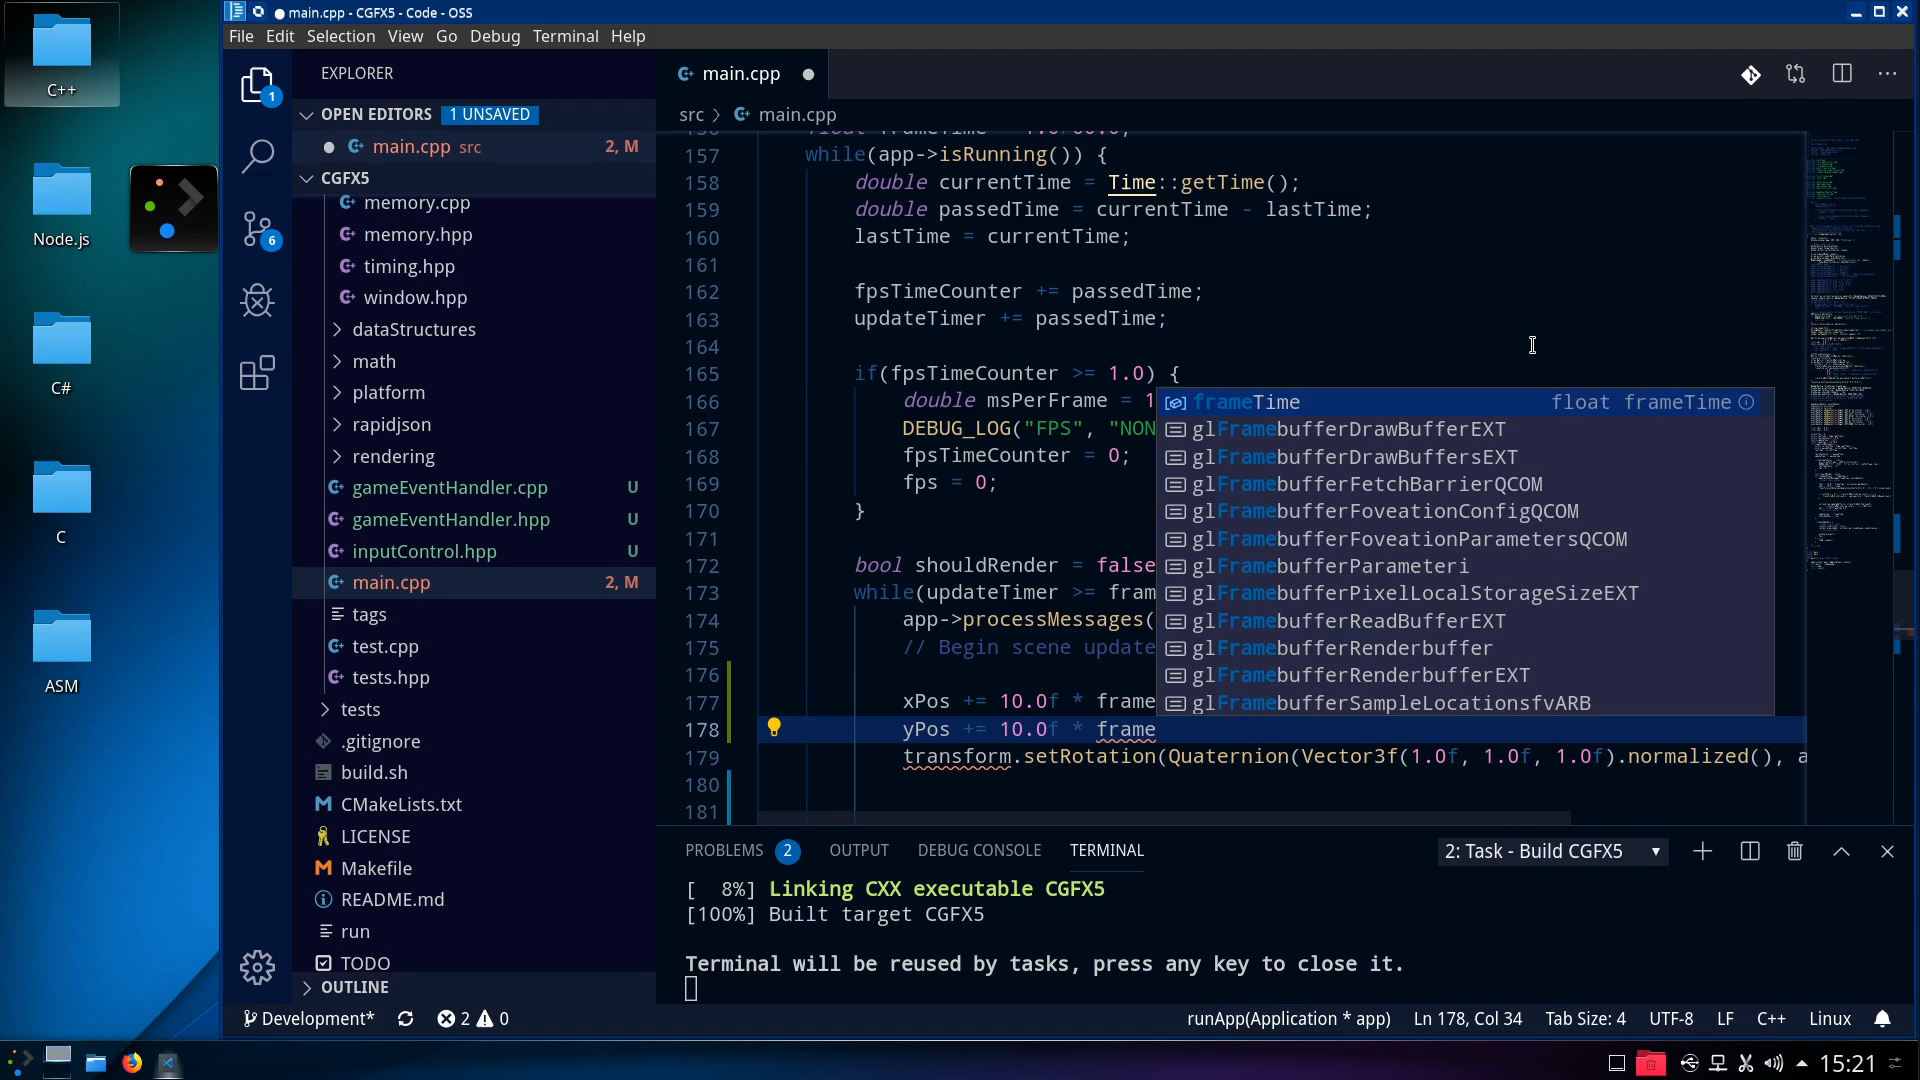 C++
Node.js
C#
C
ASM
main.cpp - CGFX5 - Code - OSS
File Edit Selection View Go Debug Terminal Help
EXPLORER
OPEN EDITORS 1 UNSAVED
main.cpp src 2, M
CGFX5
memory.cpp
memory.hpp
timing.hpp
window.hpp
dataStructures
math
platform
rapidjson
rendering
gameEventHandler.cpp U
gameEventHandler.hpp U
inputControl.hpp U
main.cpp 2, M
tags
test.cpp
tests.hpp
tests
.gitignore
build.sh
CMakeLists.txt
LICENSE
Makefile
README.md
run
TODO
OUTLINE
1
6
main.cpp
src > main.cpp
157 while(app->isRunning()) {
158 double currentTime = Time::getTime();
159 double passedTime = currentTime - lastTime;
160 lastTime = currentTime;
161
162 fpsTimeCounter += passedTime;
163 updateTimer += passedTime;
164
165 if(fpsTimeCounter >= 1.0) {
166 double msPerFrame = 1
167 DEBUG_LOG("FPS", "NON
168 fpsTimeCounter = 0;
169 fps = 0;
170 }
171
172 bool shouldRender = false
173 while(updateTimer >= fram
174 app->processMessages(
175 // Begin scene update
176
177 xPos += 10.0f * frame
178 yPos += 10.0f * frame
179 transform.setRotation(Quaternion(Vector3f(1.0f, 1.0f, 1.0f).normalized(), a
180
181
frameTime float frameTime
glFramebufferDrawBufferEXT
glFramebufferDrawBuffersEXT
glFramebufferFetchBarrierQCOM
glFramebufferFoveationConfigQCOM
glFramebufferFoveationParametersQCOM
glFramebufferParameteri
glFramebufferPixelLocalStorageSizeEXT
glFramebufferReadBufferEXT
glFramebufferRenderbuffer
glFramebufferRenderbufferEXT
glFramebufferSampleLocationsfvARB
PROBLEMS 2 OUTPUT DEBUG CONSOLE TERMINAL 2: Task - Build CGFX5
[  8%] Linking CXX executable CGFX5
[100%] Built target CGFX5
Terminal will be reused by tasks, press any key to close it.
Development* 2 0 runApp(Application * app) Ln 178, Col 34 Tab Size: 4 UTF-8 LF C++ Linux
15:21